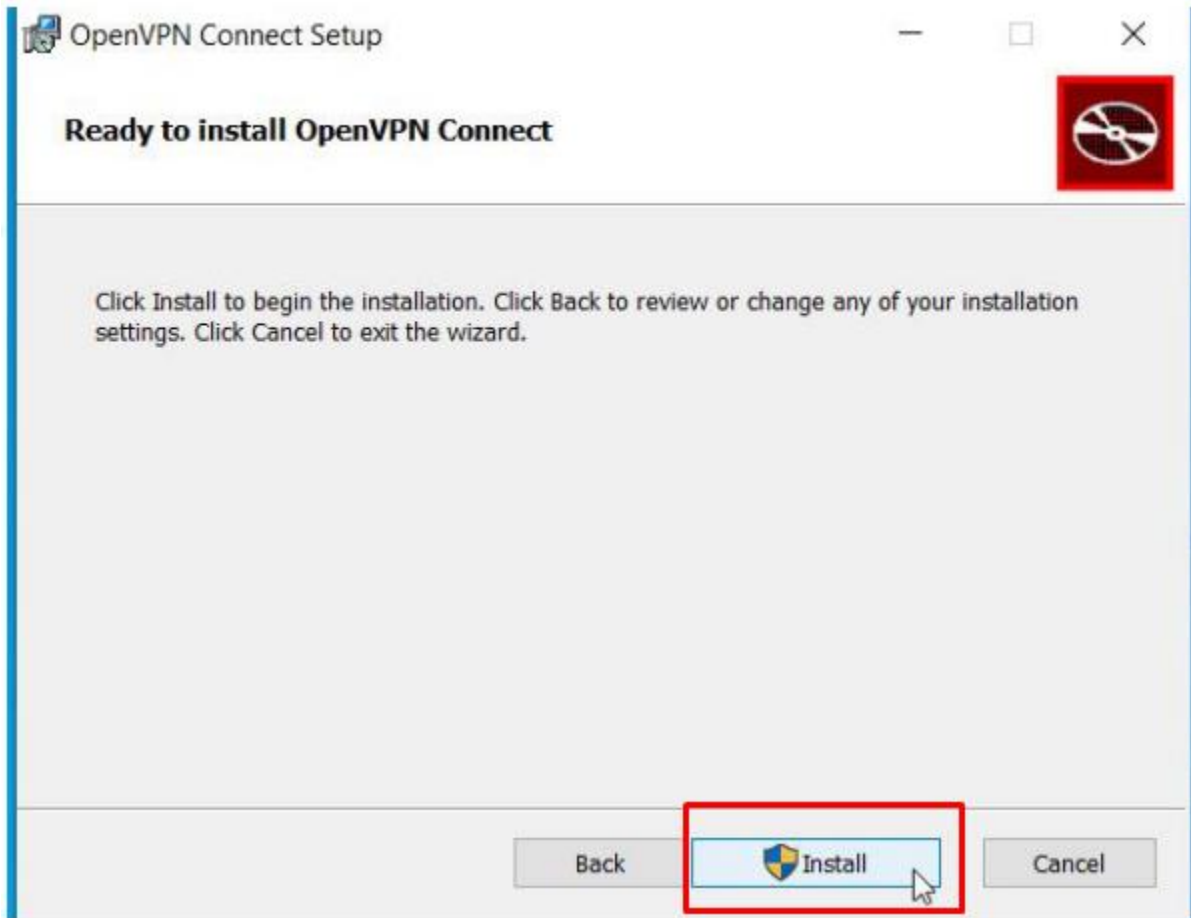 OpenVPN Connect Setup
Ready to install OpenVPN Connect
Click Install to begin the installation. Click Back to review or change any of your installation
settings. Click Cancel to exit the wizard.
Back Install Cancel